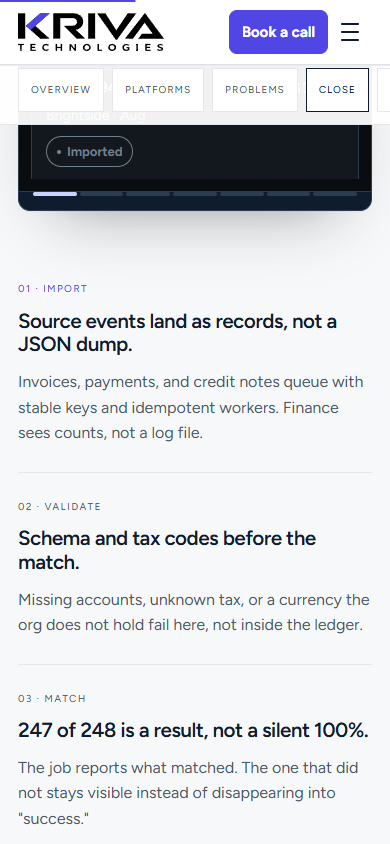 KRIVA
TECHNOLOGIES
Book a call
OVERVIEW
PLATFORMS
PROBLEMS
CLOSE
Brightside · Aug
Imported
01 · IMPORT
Source events land as records, not a
JSON dump.
Invoices, payments, and credit notes queue with
stable keys and idempotent workers. Finance
sees counts, not a log file.
02 · VALIDATE
Schema and tax codes before the
match.
Missing accounts, unknown tax, or a currency the
org does not hold fail here, not inside the ledger.
03 · MATCH
247 of 248 is a result, not a silent 100%.
The job reports what matched. The one that did
not stays visible instead of disappearing into
"success."